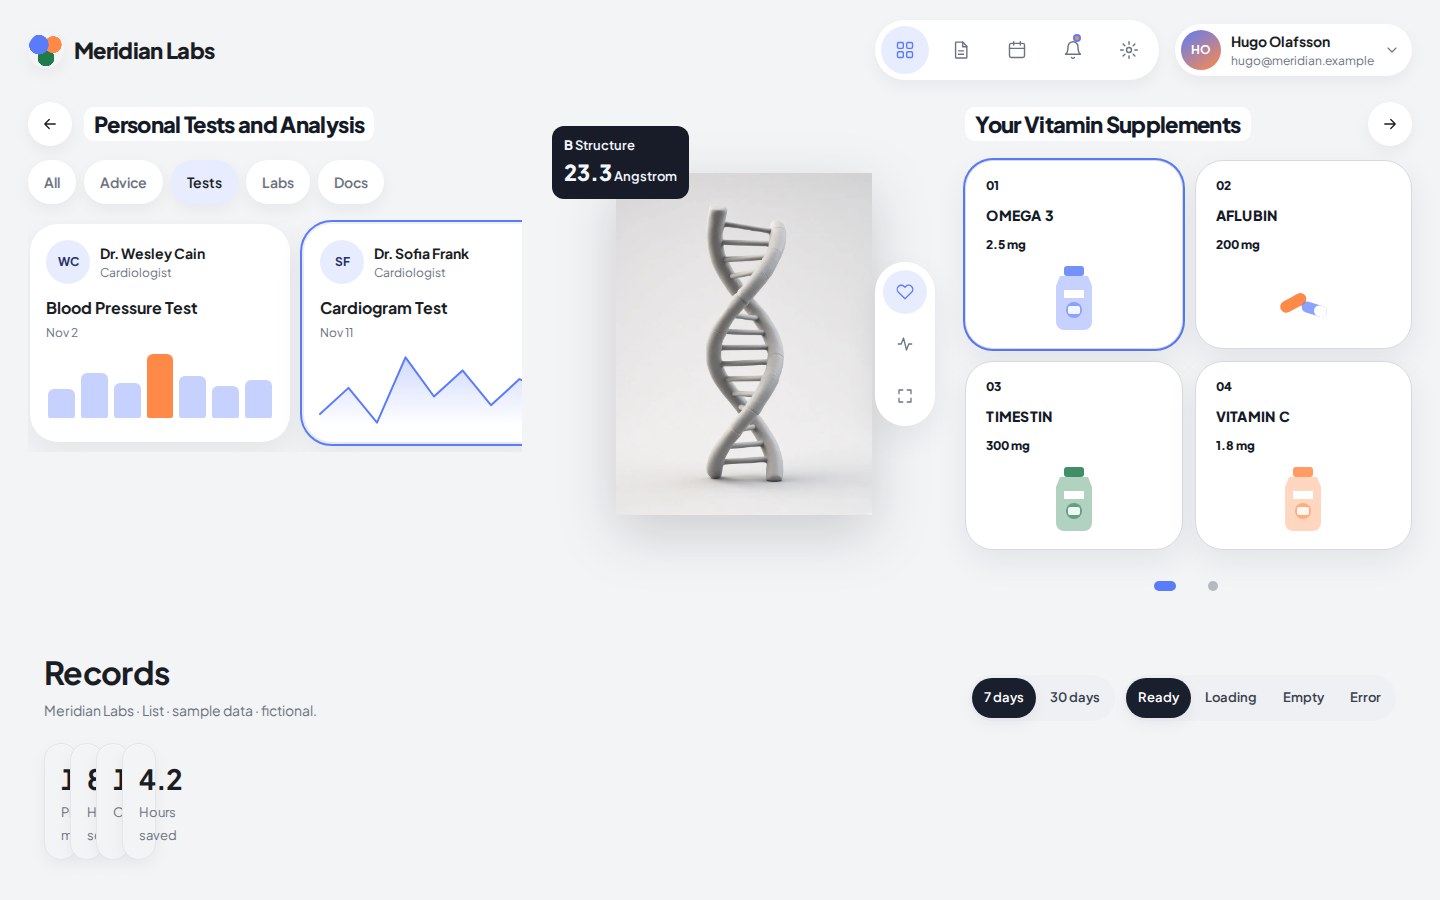 Meridian Labs
HO
Hugo Olafsson
hugo@meridian.example
Personal Tests and Analysis
All
Advice
Tests
Labs
Docs
WC
Dr. Wesley Cain
Cardiologist
Blood Pressure Test
Nov 2
SF
Dr. Sofia Frank
Cardiologist
Cardiogram Test
Nov 11
B Structure
23.3 Angstrom
Your Vitamin Supplements
01
OMEGA 3
2.5 mg
02
AFLUBIN
200 mg
03
TIMESTIN
300 mg
04
VITAMIN C
1.8 mg
Records
Meridian Labs · List · sample data · fictional.
7 days
30 days
Ready
Loading
Empty
Error
4.2
Hours
saved